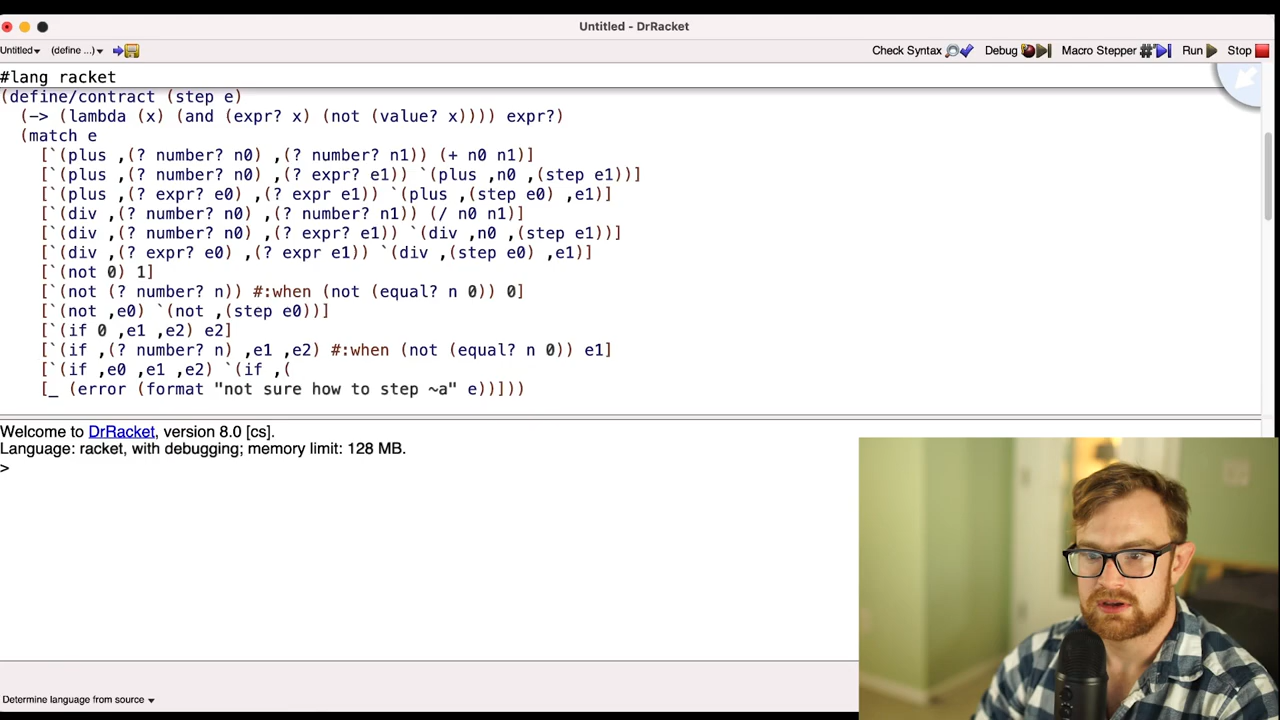 Untitled - DrRacket
Untitled▾ (define ...)▾ Check Syntax Debug Macro Stepper Run Stop
#lang racket
(define/contract (step e)
  (-> (lambda (x) (and (expr? x) (not (value? x)))) expr?)
  (match e
    [`(plus ,(? number? n0) ,(? number? n1)) (+ n0 n1)]
    [`(plus ,(? number? n0) ,(? expr? e1)) `(plus ,n0 ,(step e1))]
    [`(plus ,(? expr? e0) ,(? expr e1)) `(plus ,(step e0) ,e1)]
    [`(div ,(? number? n0) ,(? number? n1)) (/ n0 n1)]
    [`(div ,(? number? n0) ,(? expr? e1)) `(div ,n0 ,(step e1))]
    [`(div ,(? expr? e0) ,(? expr e1)) `(div ,(step e0) ,e1)]
    [`(not 0) 1]
    [`(not (? number? n)) #:when (not (equal? n 0)) 0]
    [`(not ,e0) `(not ,(step e0))]
    [`(if 0 ,e1 ,e2) e2]
    [`(if ,(? number? n) ,e1 ,e2) #:when (not (equal? n 0)) e1]
    [`(if ,e0 ,e1 ,e2) `(if ,(
    [_ (error (format "not sure how to step ~a" e))]))
Welcome to DrRacket, version 8.0 [cs].
Language: racket, with debugging; memory limit: 128 MB.
>
Determine language from source ▾